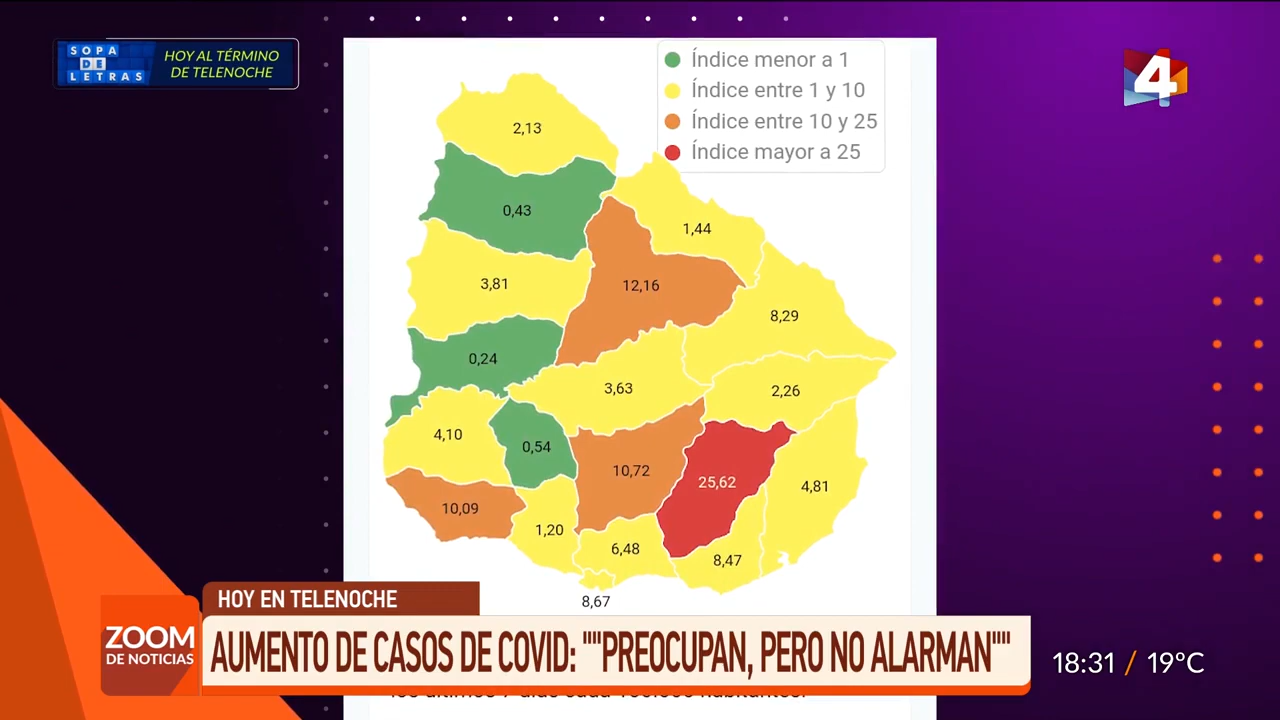 SOPA
DE
LETRAS
HOY AL TÉRMINO
DE TELENOCHE
4
Índice menor a 1
Índice entre 1 y 10
Índice entre 10 y 25
Índice mayor a 25
2,13
0,43
1,44
3,81
12,16
8,29
0,24
3,63
2,26
4,10
0,54
10,72
25,62
4,81
10,09
1,20
6,48
8,47
8,67
HOY EN TELENOCHE
ZOOM
DE NOTICIAS
AUMENTO DE CASOS DE COVID: ""PREOCUPAN, PERO NO ALARMAN""
18:31 / 19°C